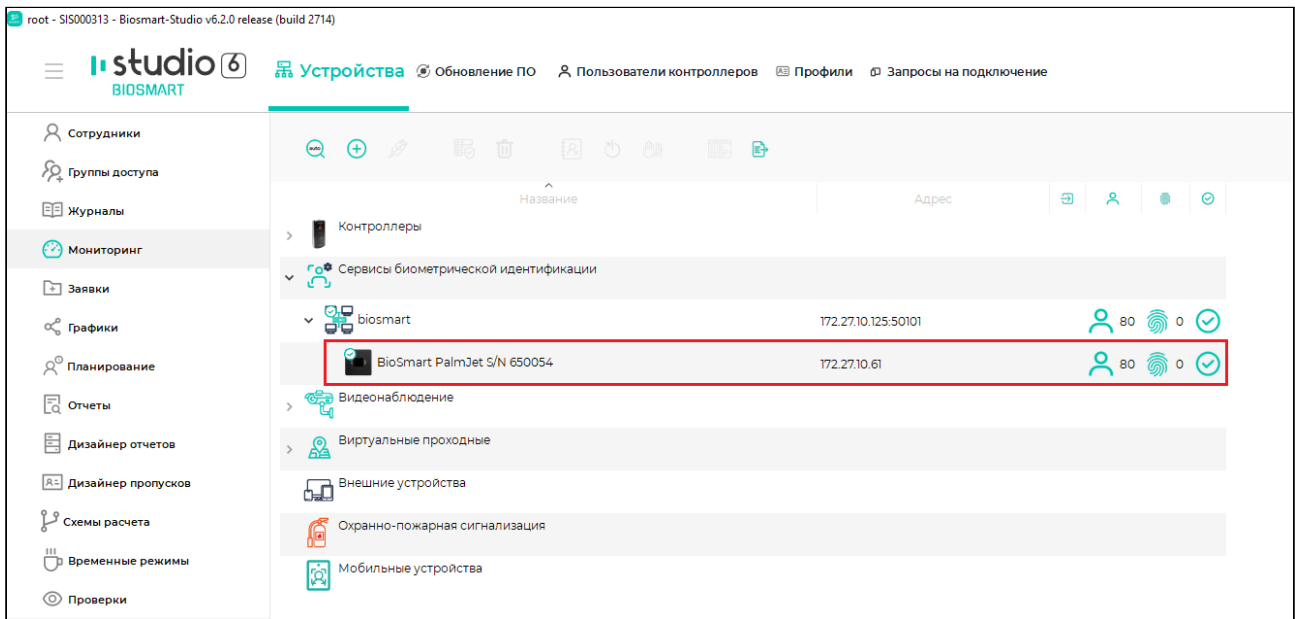 root - SIS000313 - Biosmart-Studio v6.2.0 release (build 2714)
studio 6
BIOSMART
Устройства Обновление ПО Пользователи контроллеров Профили Запросы на подключение
Сотрудники
Группы доступа
Журналы
Мониторинг
Заявки
Графики
Планирование
Отчеты
Дизайнер отчетов
Дизайнер пропусков
Схемы расчета
Временные режимы
Проверки
auto
Название Адрес
Контроллеры
Сервисы биометрической идентификации
biosmart 172.27.10.125:50101 80 0
BioSmart PalmJet S/N 650054 172.27.10.61 80 0
Видеонаблюдение
Виртуальные проходные
Внешние устройства
Охранно-пожарная сигнализация
Мобильные устройства